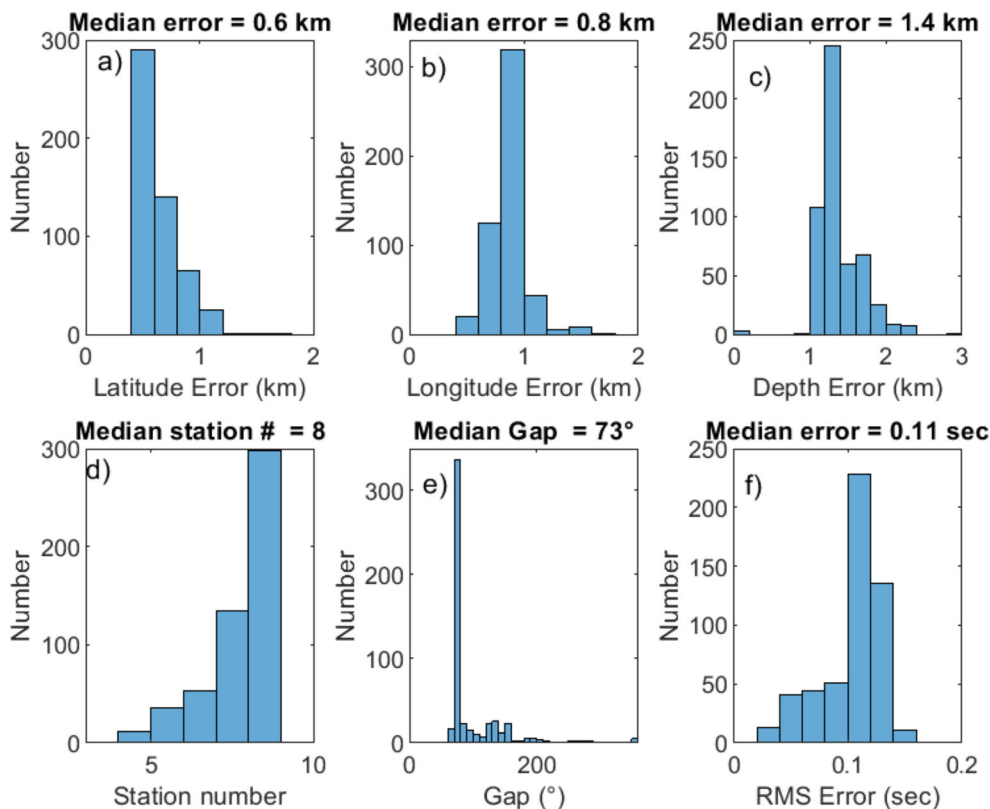 Median error = 0.6 km
a)
300
200
100
0
Number
0 1 2
Latitude Error (km)
Median error = 0.8 km
b)
300
200
100
0
Number
0 1 2
Longitude Error (km)
Median error = 1.4 km
c)
250
200
150
100
50
0
Number
0 1 2 3
Depth Error (km)
Median station # = 8
d)
300
200
100
0
Number
5 10
Station number
Median Gap = 73°
e)
300
200
100
0
Number
0 200
Gap (°)
Median error = 0.11 sec
f)
250
200
150
100
50
0
Number
0 0.1 0.2
RMS Error (sec)